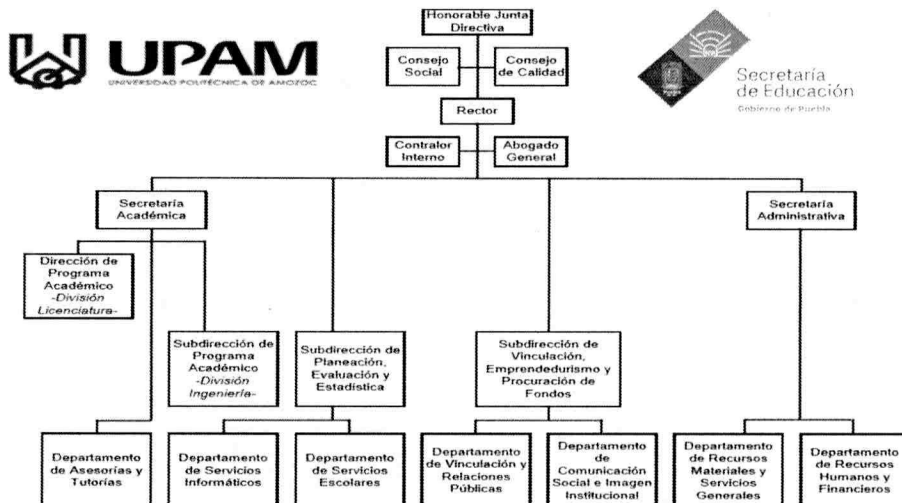 Honorable Junta
Directiva
UPAM
UNIVERSIDAD POLITÉCNICA DE AMOZOC
Consejo
Social
Consejo
de Calidad
Secretaría
de Educación
Gobierno de Puebla
Rector
Contralor
Interno
Abogado
General
Secretaría
Académica
Secretaría
Administrativa
Dirección de
Programa
Académico
-División
Licenciatura-
Subdirección de
Programa
Académico
-División
Ingeniería-
Subdirección de
Planeación,
Evaluación y
Estadística
Subdirección de
Vinculación,
Emprendedurismo y
Procuración de
Fondos
Departamento
de Asesorías y
Tutorías
Departamento
de Servicios
Informáticos
Departamento
de Servicios
Escolares
Departamento
de Vinculación y
Relaciones
Públicas
Departamento
de
Comunicación
Social e Imagen
Institucional
Departamento
de Recursos
Materiales y
Servicios
Generales
Departamento
de Recursos
Humanos y
Financieros